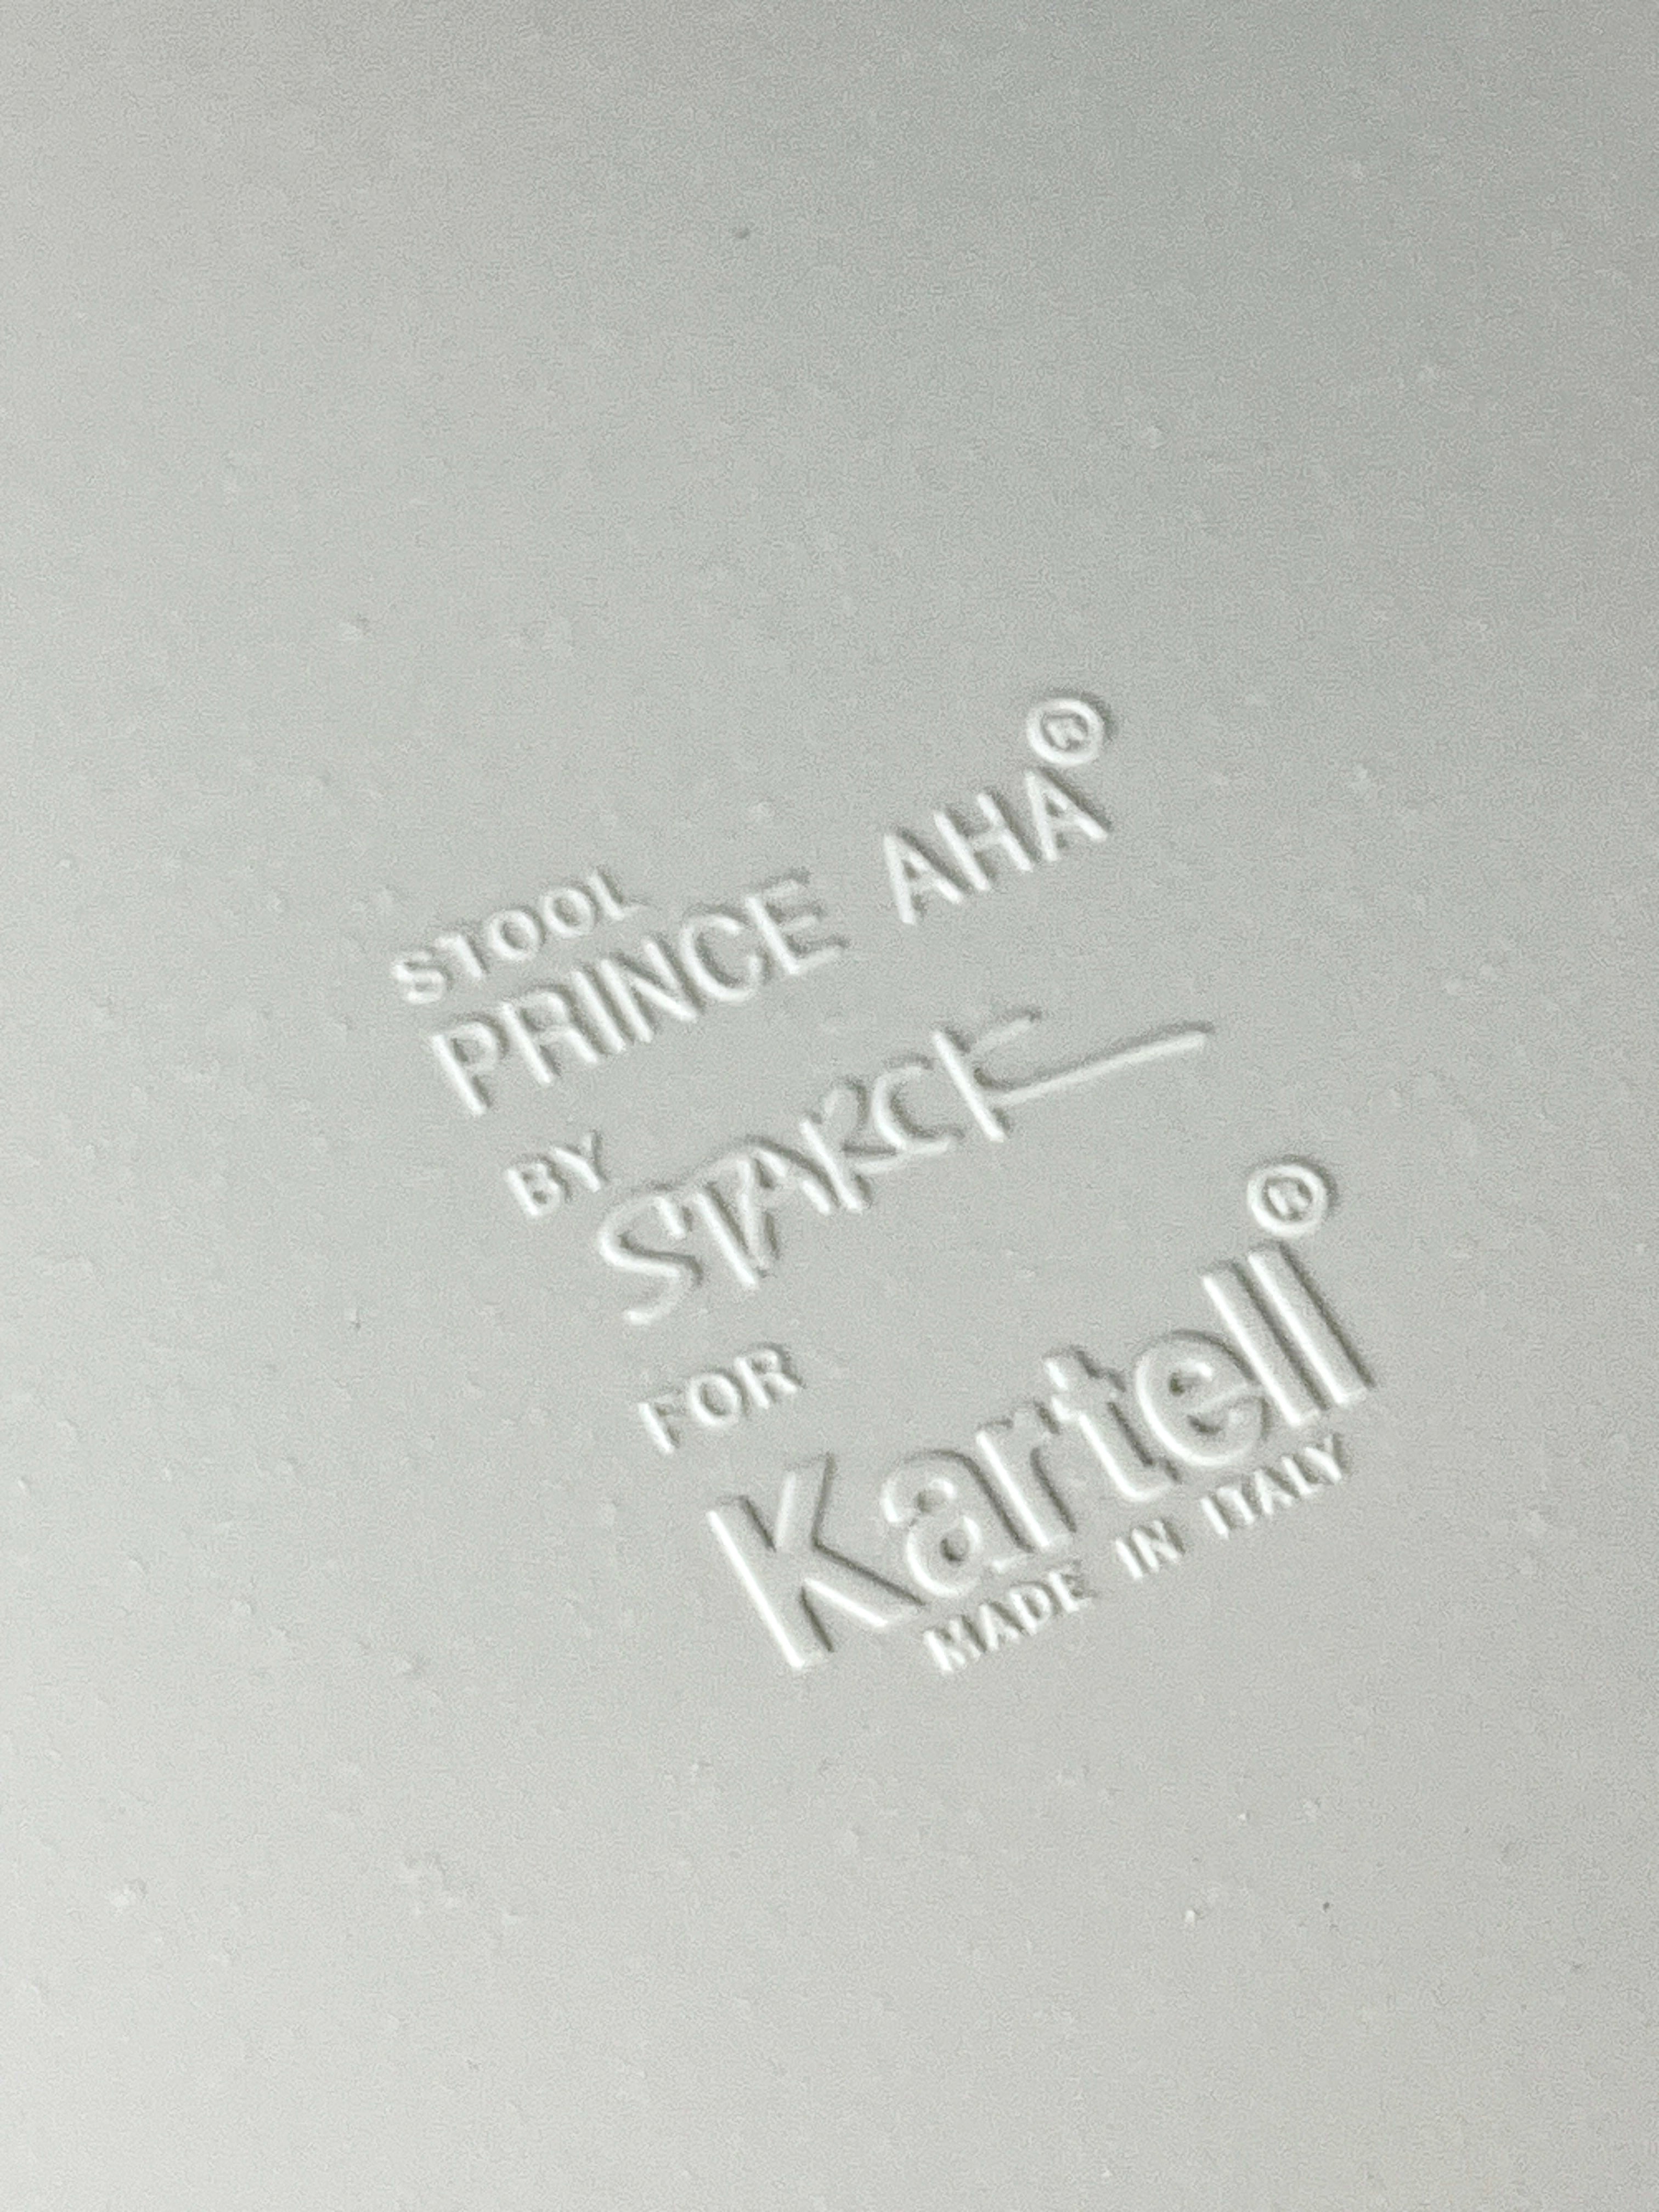 STOOL
PRINCE AHA®
BY STARCK
FOR
Kartell®
MADE IN ITALY